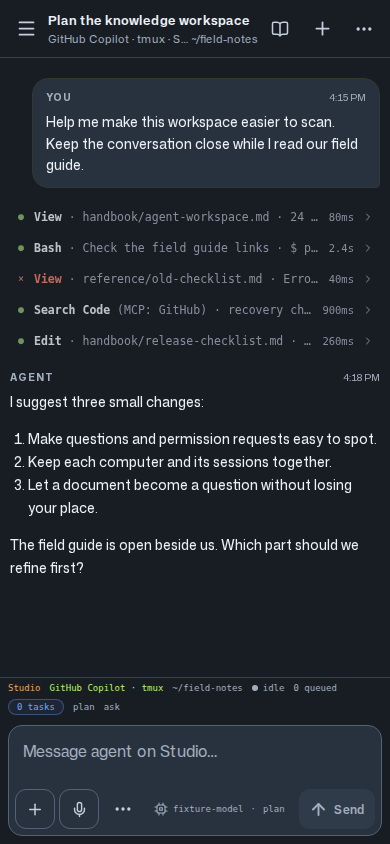 Plan the knowledge workspace
GitHub Copilot · tmux · S… ~/field-notes
YOU 4:15 PM
Help me make this workspace easier to scan.
Keep the conversation close while I read our field
guide.
View · handbook/agent-workspace.md · 24 … 80ms
Bash · Check the field guide links · $ p… 2.4s
× View · reference/old-checklist.md · Erro… 40ms
Search Code (MCP: GitHub) · recovery ch… 900ms
Edit · handbook/release-checklist.md · … 260ms
AGENT 4:18 PM
I suggest three small changes:
1. Make questions and permission requests easy to spot.
2. Keep each computer and its sessions together.
3. Let a document become a question without losing
your place.
The field guide is open beside us. Which part should we
refine first?
Studio GitHub Copilot · tmux ~/field-notes ● idle 0 queued
0 tasks plan ask
Message agent on Studio…
fixture-model · plan Send